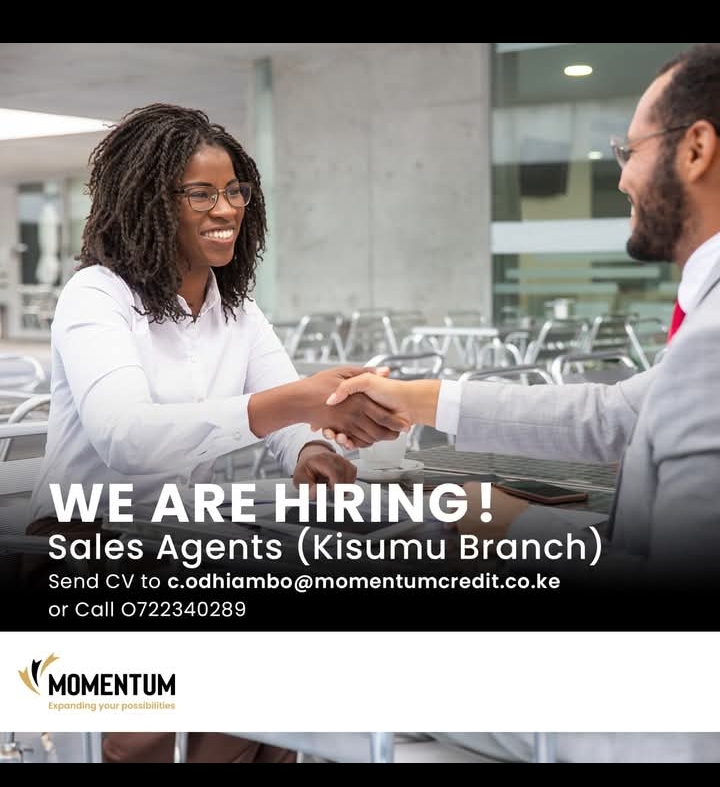 WE ARE HIRING!
Sales Agents (Kisumu Branch)
Send CV to c.odhiambo@momentumcredit.co.ke
or Call O722340289
MOMENTUM
Expanding your possibilities